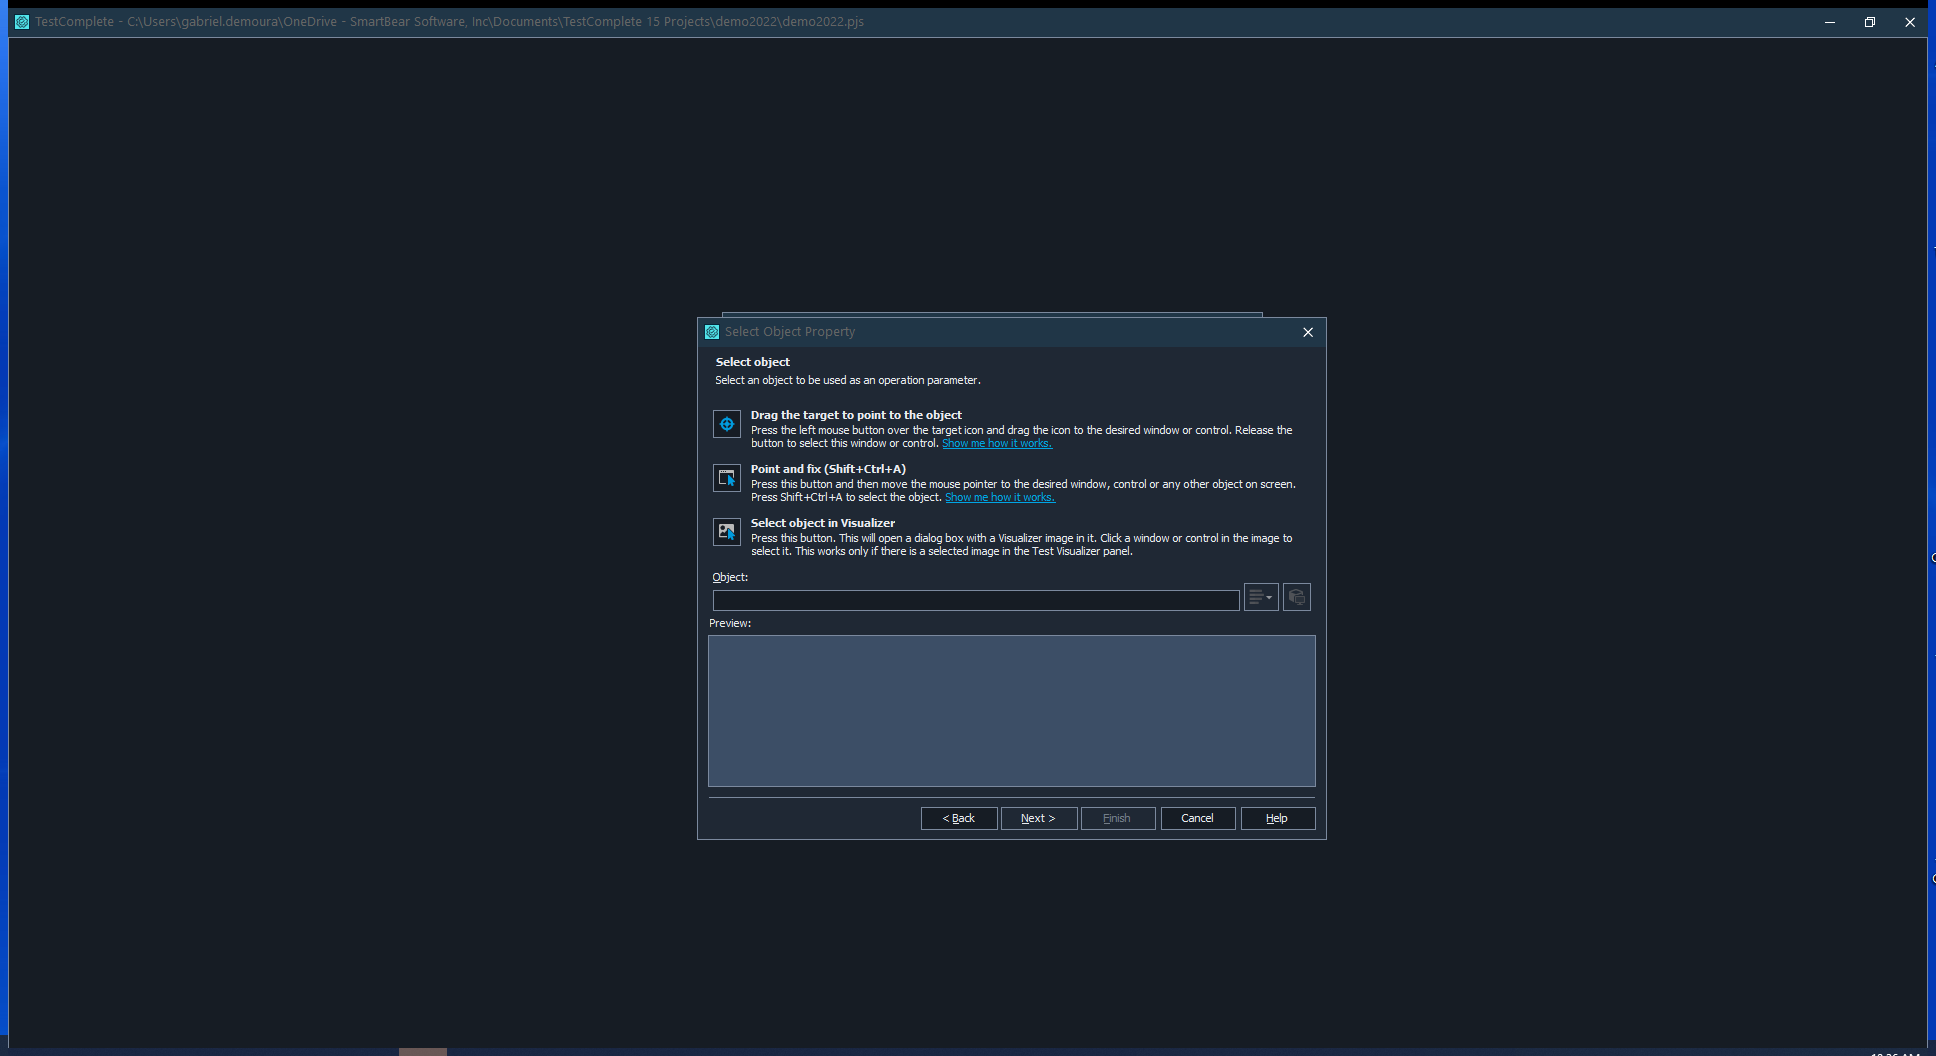 TestComplete - C:\Users\gabriel.demoura\OneDrive - SmartBear Software, Inc\Documents\TestComplete 15 Projects\demo2022\demo2022.pjs
Select Object Property
Select object
Select an object to be used as an operation parameter.
Drag the target to point to the object
Press the left mouse button over the target icon and drag the icon to the desired window or control. Release the
button to select this window or control. Show me how it works.
Point and fix (Shift+Ctrl+A)
Press this button and then move the mouse pointer to the desired window, control or any other object on screen.
Press Shift+Ctrl+A to select the object. Show me how it works.
Select object in Visualizer
Press this button. This will open a dialog box with a Visualizer image in it. Click a window or control in the image to
select it. This works only if there is a selected image in the Test Visualizer panel.
Object:
Preview:
< Back Next > Finish Cancel Help